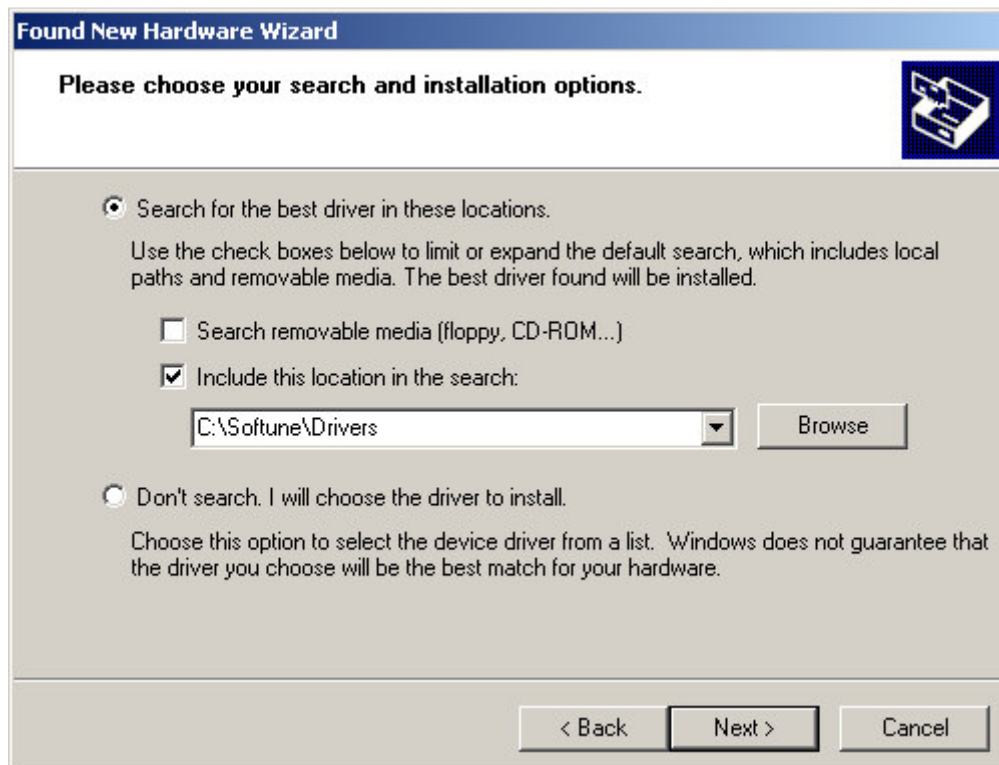 Found New Hardware Wizard
Please choose your search and installation options.
Search for the best driver in these locations.
Use the check boxes below to limit or expand the default search, which includes local
paths and removable media. The best driver found will be installed.
Search removable media (floppy, CD-ROM...)
Include this location in the search:
C:\Softune\Drivers
Browse
Don't search. I will choose the driver to install.
Choose this option to select the device driver from a list. Windows does not guarantee that
the driver you choose will be the best match for your hardware.
< Back Next > Cancel